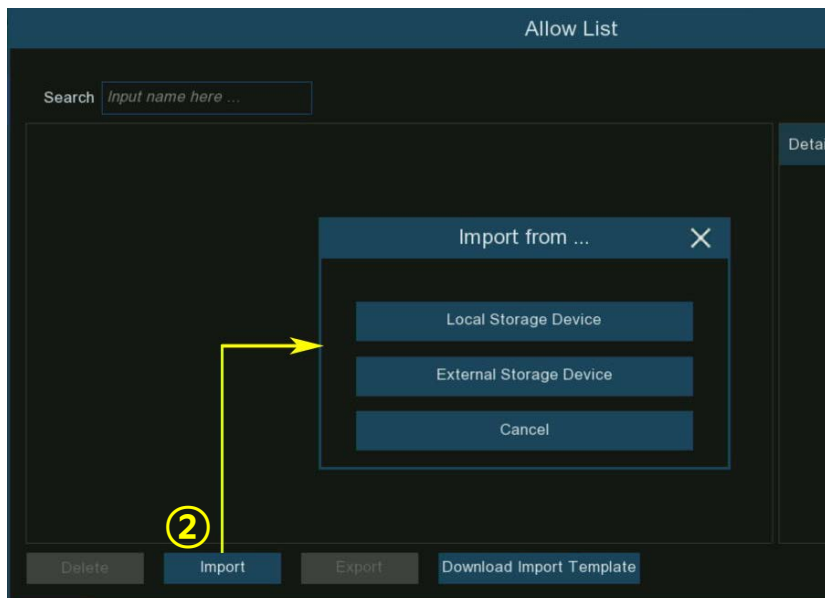 Allow List
Search Input name here ...
Detai
Import from ...
Local Storage Device
External Storage Device
Cancel
②
Delete Import Export Download Import Template